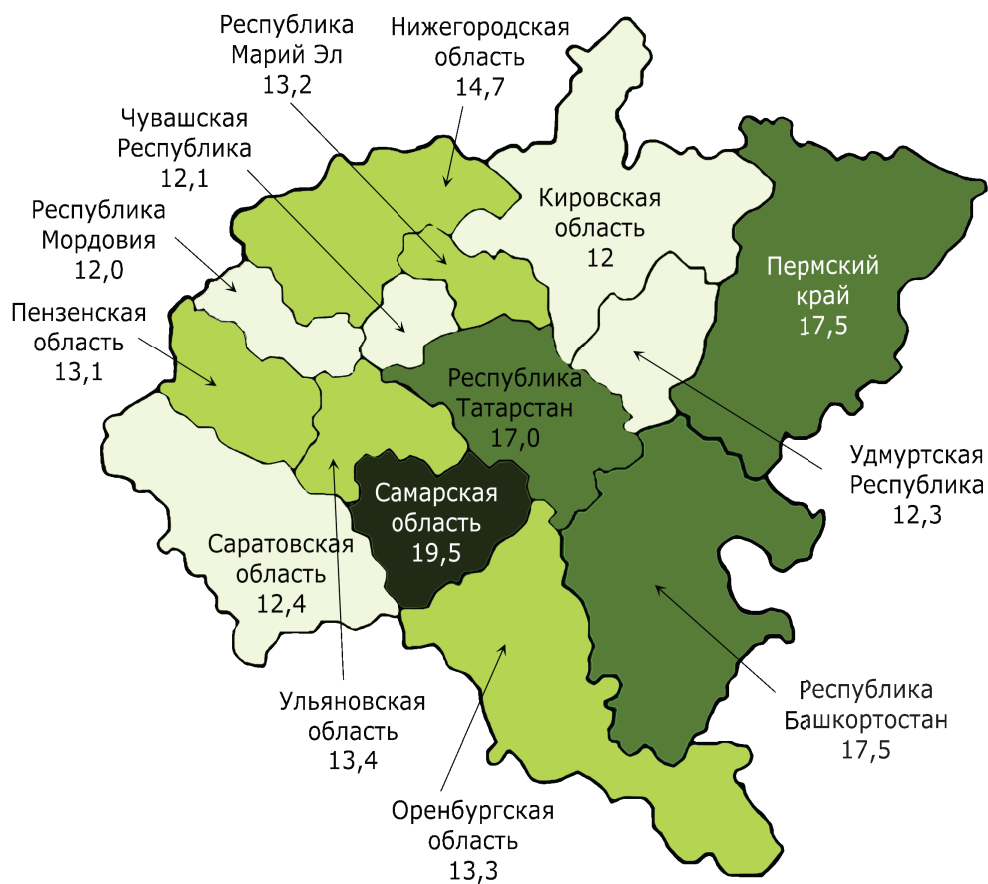 Республика
Марий Эл
13,2
Нижегородская
область
14,7
Чувашская
Республика
12,1
Республика
Мордовия
12,0
Пензенская
область
13,1
Кировская
область
12
Пермский
край
17,5
Республика
Татарстан
17,0
Удмуртская
Республика
12,3
Самарская
область
19,5
Саратовская
область
12,4
Ульяновская
область
13,4
Республика
Башкортостан
17,5
Оренбургская
область
13,3